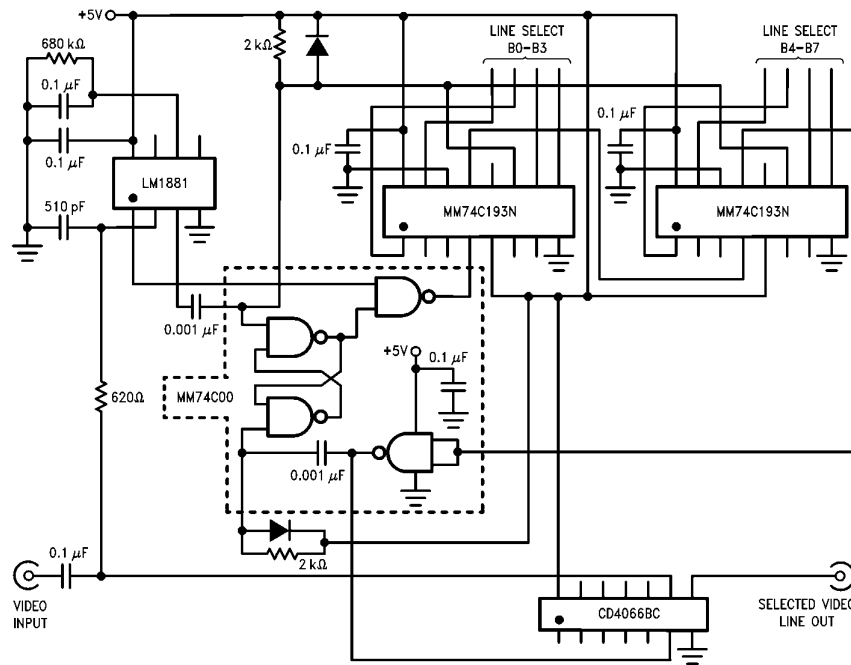 +5V
680 kΩ
0.1 μF
0.1 μF
LM1881
510 pF
2 kΩ
LINE SELECT
B0-B3
LINE SELECT
B4-B7
0.1 μF
0.1 μF
MM74C193N
MM74C193N
0.001 μF
+5V
0.1 μF
620Ω
MM74C00
0.001 μF
2 kΩ
0.1 μF
VIDEO
INPUT
CD4066BC
SELECTED VIDEO
LINE OUT